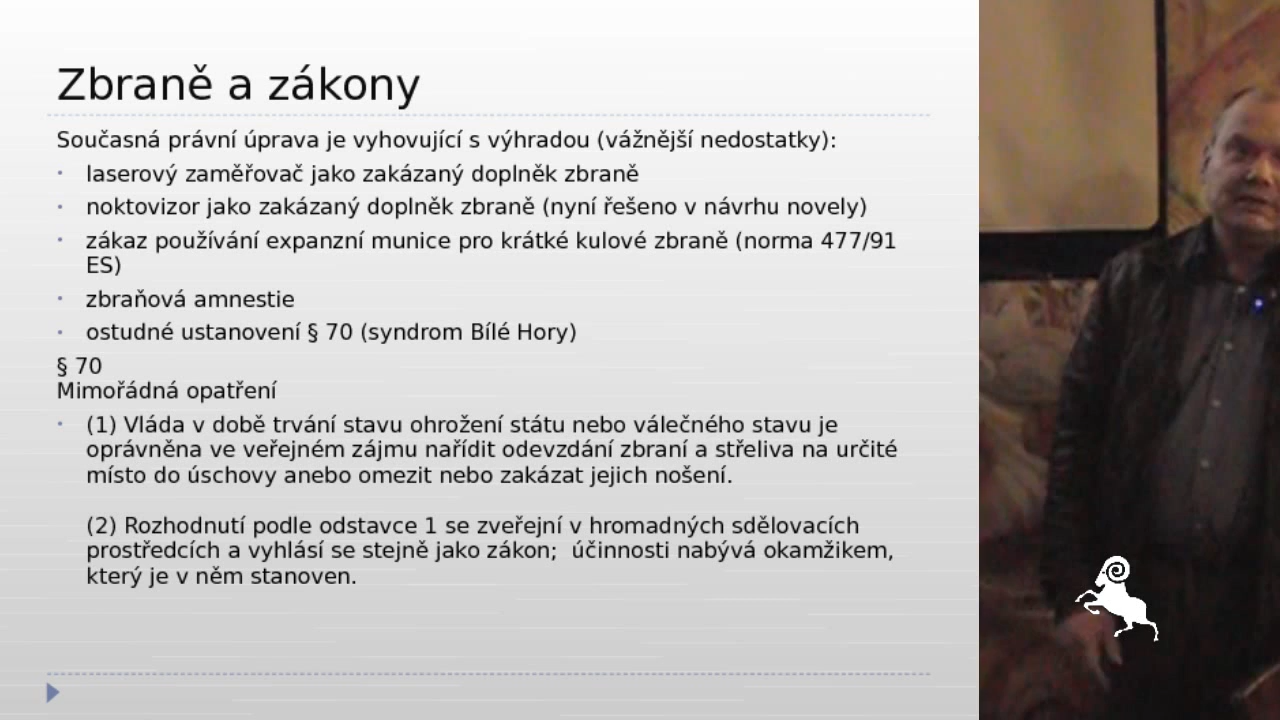 Zbraně a zákony
Současná právní úprava je vyhovující s výhradou (vážnější nedostatky):
laserový zaměřovač jako zakázaný doplněk zbraně
noktovizor jako zakázaný doplněk zbraně (nyní řešeno v návrhu novely)
zákaz používání expanzní munice pro krátké kulové zbraně (norma 477/91
ES)
zbraňová amnestie
ostudné ustanovení § 70 (syndrom Bílé Hory)
§ 70
Mimořádná opatření
(1) Vláda v době trvání stavu ohrožení státu nebo válečného stavu je
oprávněna ve veřejném zájmu nařídit odevzdání zbraní a střeliva na určité
místo do úschovy anebo omezit nebo zakázat jejich nošení.
(2) Rozhodnutí podle odstavce 1 se zveřejní v hromadných sdělovacích
prostředcích a vyhlásí se stejně jako zákon;  účinnosti nabývá okamžikem,
který je v něm stanoven.